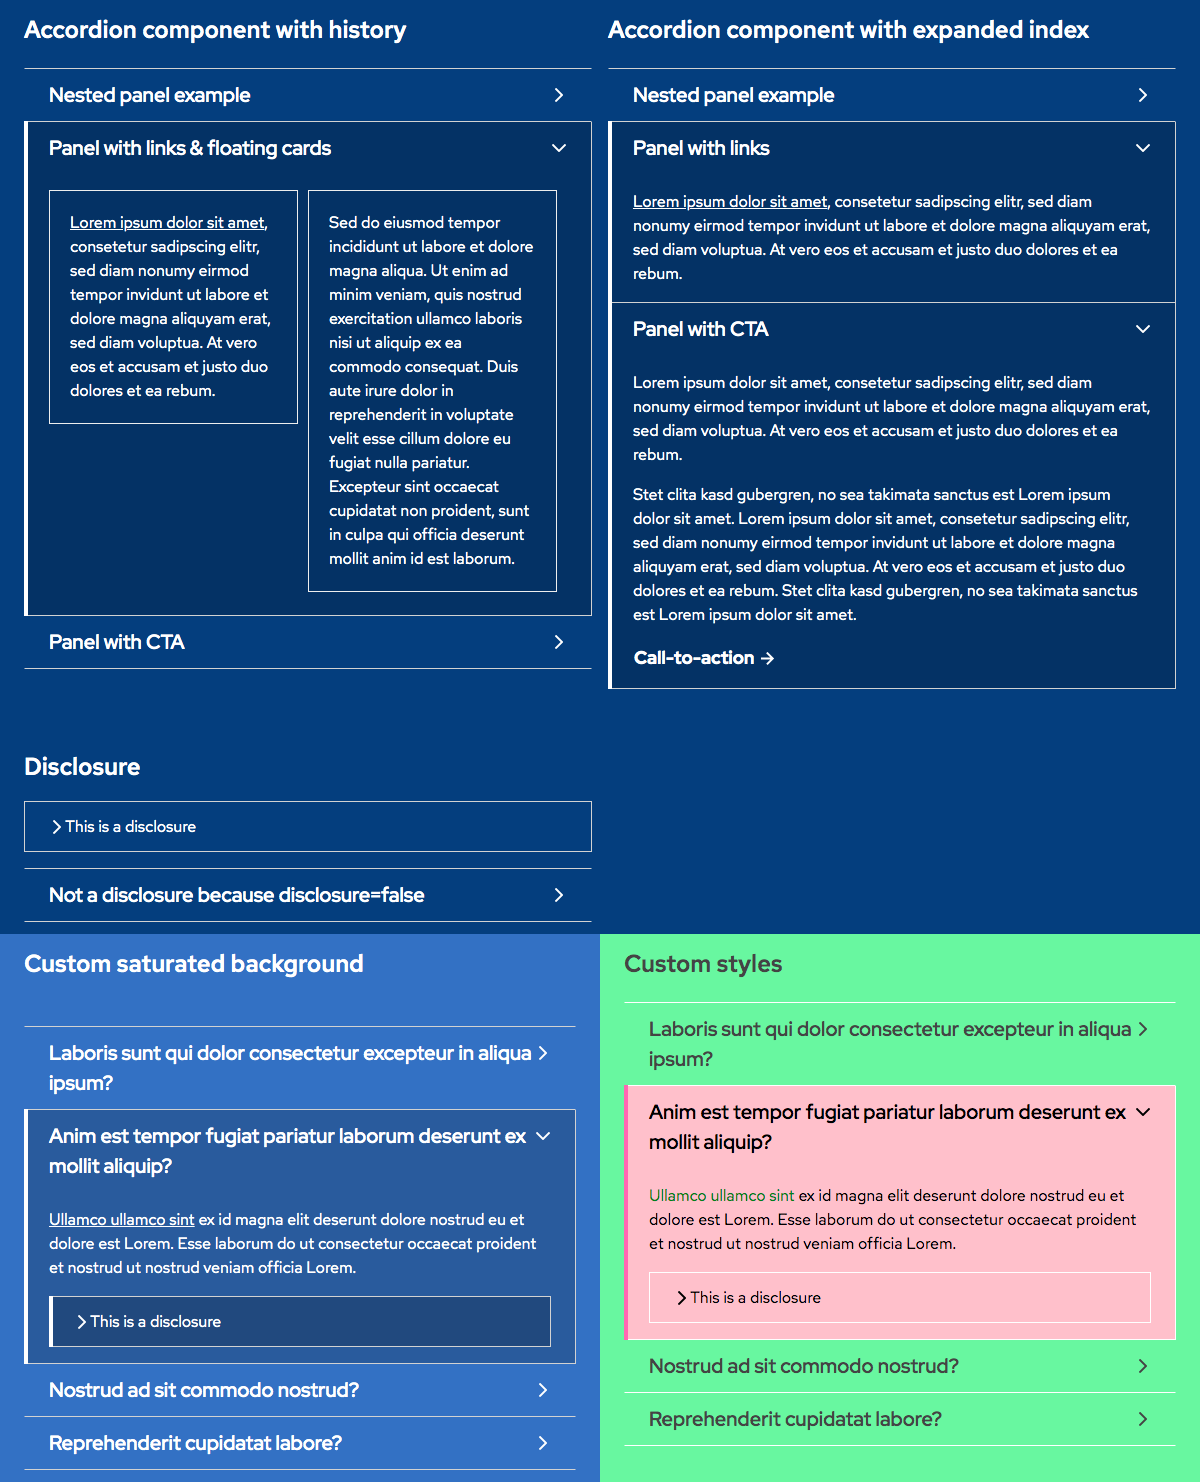 Accordion component with history
Nested panel example
Panel with links & floating cards
Lorem ipsum dolor sit amet,
consetetur sadipscing elitr,
sed diam nonumy eirmod
tempor invidunt ut labore et
dolore magna aliquyam erat,
sed diam voluptua. At vero
eos et accusam et justo duo
dolores et ea rebum.
Sed do eiusmod tempor
incididunt ut labore et dolore
magna aliqua. Ut enim ad
minim veniam, quis nostrud
exercitation ullamco laboris
nisi ut aliquip ex ea
commodo consequat. Duis
aute irure dolor in
reprehenderit in voluptate
velit esse cillum dolore eu
fugiat nulla pariatur.
Excepteur sint occaecat
cupidatat non proident, sunt
in culpa qui officia deserunt
mollit anim id est laborum.
Panel with CTA
Accordion component with expanded index
Nested panel example
Panel with links
Lorem ipsum dolor sit amet, consetetur sadipscing elitr, sed diam
nonumy eirmod tempor invidunt ut labore et dolore magna aliquyam erat,
sed diam voluptua. At vero eos et accusam et justo duo dolores et ea
rebum.
Panel with CTA
Lorem ipsum dolor sit amet, consetetur sadipscing elitr, sed diam
nonumy eirmod tempor invidunt ut labore et dolore magna aliquyam erat,
sed diam voluptua. At vero eos et accusam et justo duo dolores et ea
rebum.
Stet clita kasd gubergren, no sea takimata sanctus est Lorem ipsum
dolor sit amet. Lorem ipsum dolor sit amet, consetetur sadipscing elitr,
sed diam nonumy eirmod tempor invidunt ut labore et dolore magna
aliquyam erat, sed diam voluptua. At vero eos et accusam et justo duo
dolores et ea rebum. Stet clita kasd gubergren, no sea takimata sanctus
est Lorem ipsum dolor sit amet.
Call-to-action →
Disclosure
This is a disclosure
Not a disclosure because disclosure=false
Custom saturated background
Laboris sunt qui dolor consectetur excepteur in aliqua
ipsum?
Anim est tempor fugiat pariatur laborum deserunt ex
mollit aliquip?
Ullamco ullamco sint ex id magna elit deserunt dolore nostrud eu et
dolore est Lorem. Esse laborum do ut consectetur occaecat proident
et nostrud ut nostrud veniam officia Lorem.
This is a disclosure
Nostrud ad sit commodo nostrud?
Reprehenderit cupidatat labore?
Custom styles
Laboris sunt qui dolor consectetur excepteur in aliqua
ipsum?
Anim est tempor fugiat pariatur laborum deserunt ex
mollit aliquip?
Ullamco ullamco sint ex id magna elit deserunt dolore nostrud eu et
dolore est Lorem. Esse laborum do ut consectetur occaecat proident
et nostrud ut nostrud veniam officia Lorem.
This is a disclosure
Nostrud ad sit commodo nostrud?
Reprehenderit cupidatat labore?